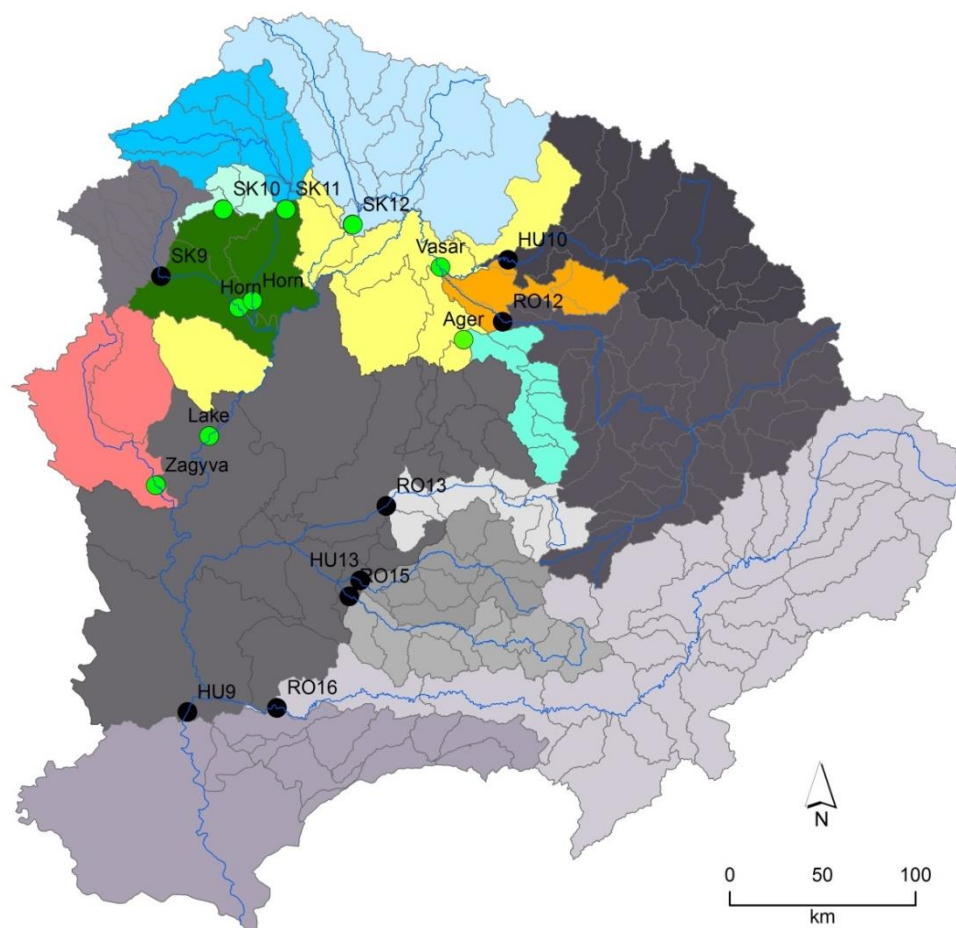 SK10
SK11
SK12
SK9
Vasar
HU10
Horn
Horn
RO12
Ager
Lake
Zagyva
RO13
HU13
RO15
HU9
RO16
N
0 50 100
km